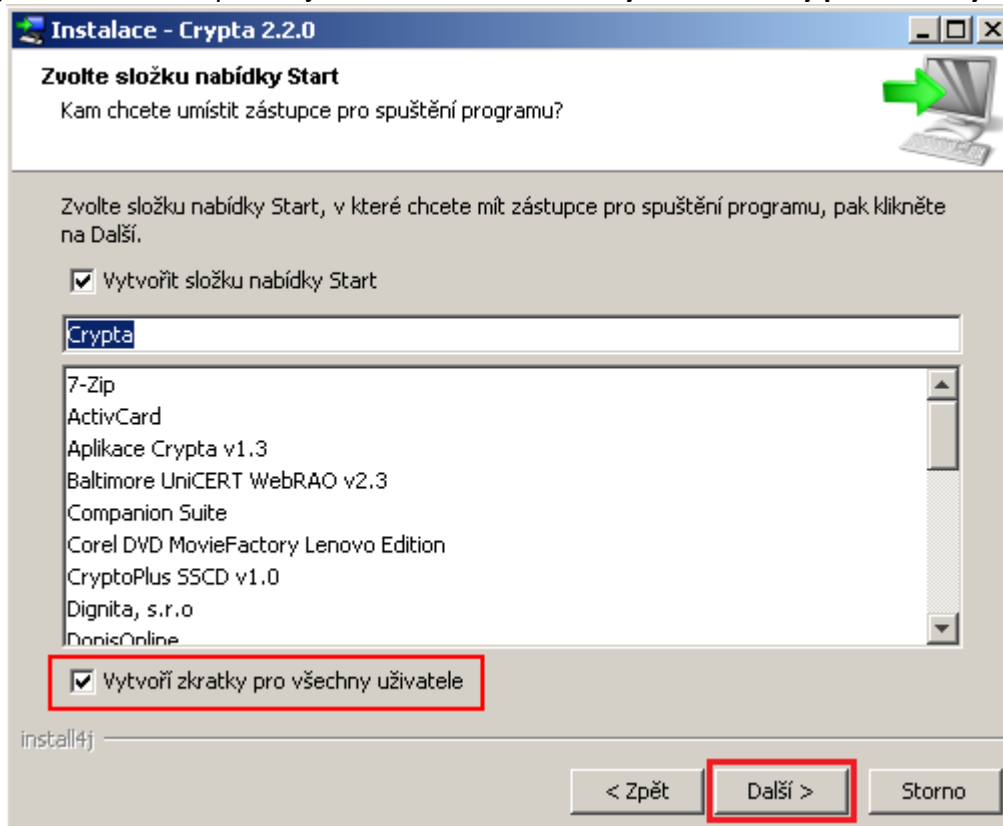 Instalace - Crypta 2.2.0
Zvolte složku nabídky Start
Kam chcete umístit zástupce pro spuštění programu?
Zvolte složku nabídky Start, v které chcete mít zástupce pro spuštění programu, pak klikněte
na Další.
Vytvořit složku nabídky Start
Crypta
7-Zip
ActivCard
Aplikace Crypta v1.3
Baltimore UniCERT WebRAO v2.3
Companion Suite
Corel DVD MovieFactory Lenovo Edition
CryptoPlus SSCD v1.0
Dignita, s.r.o
DonisOnline
Vytvoří zkratky pro všechny uživatele
install4j
< Zpět Další > Storno